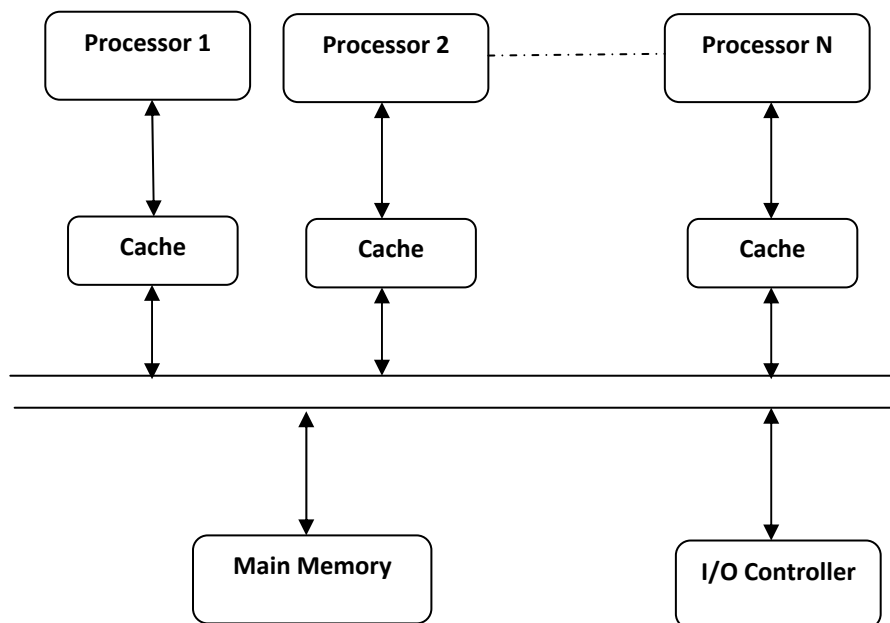 Processor 1
Processor 2
Processor N
Cache
Cache
Cache
Main Memory
I/O Controller